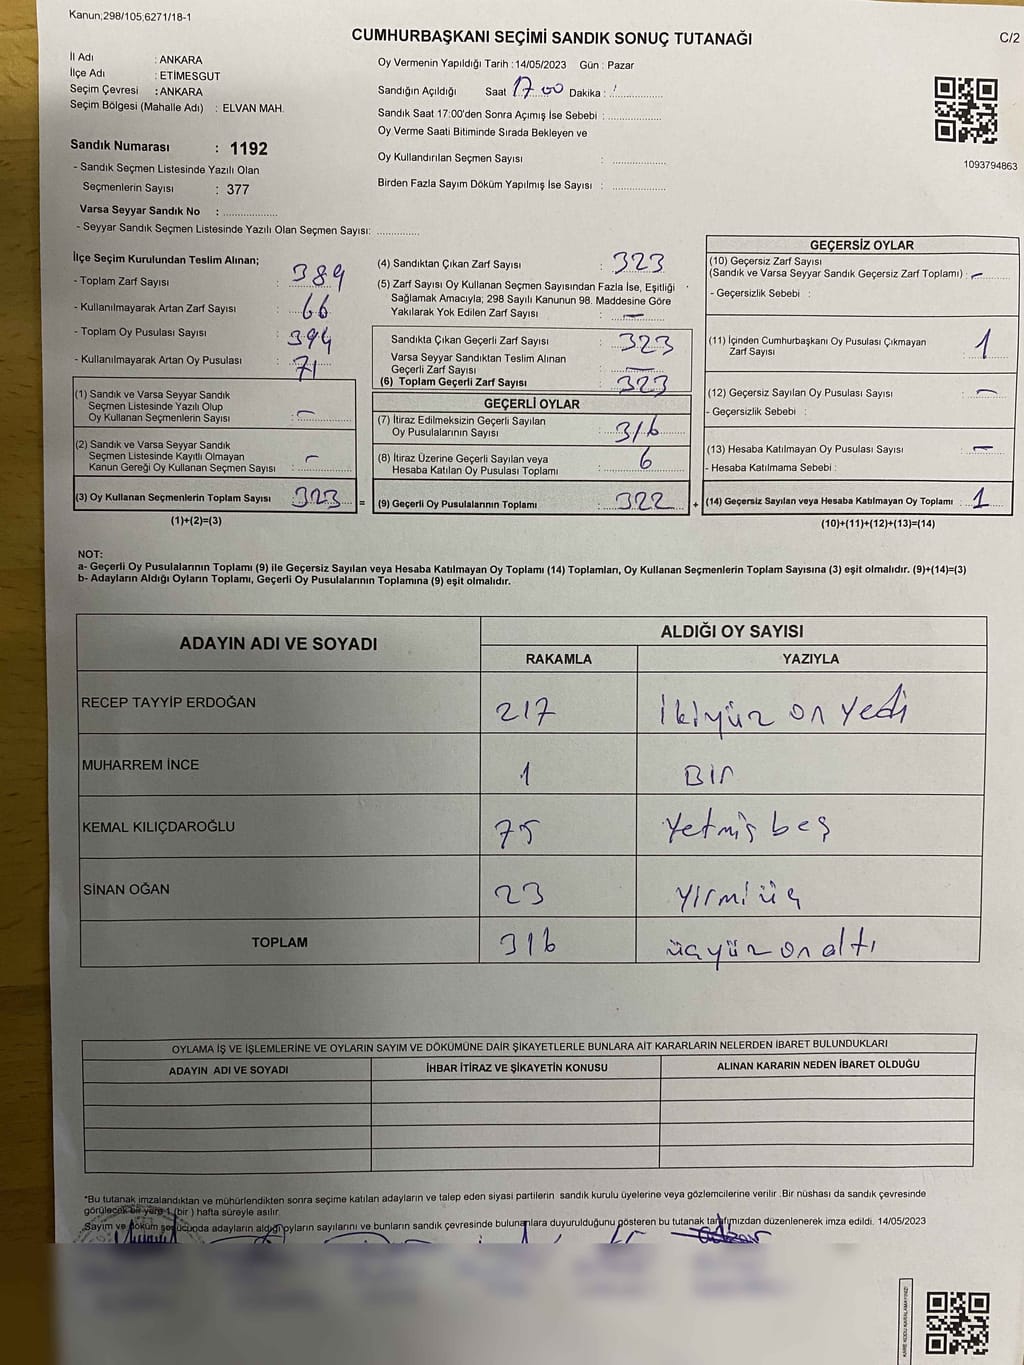 Kanun;298/105,6271/18-1
CUMHURBAŞKANI SEÇİMİ SANDIK SONUÇ TUTANAĞI
C/2
İl Adı : ANKARA
İlçe Adı : ETİMESGUT
Seçim Çevresi : ANKARA
Seçim Bölgesi (Mahalle Adı) : ELVAN MAH.
Oy Vermenin Yapıldığı Tarih : 14/05/2023 Gün : Pazar
Sandığın Açıldığı Saat 17.00 Dakika :
Sandık Saat 17:00'den Sonra Açımış İse Sebebi :
Oy Verme Saati Bitiminde Sırada Bekleyen ve
Oy Kullandırılan Seçmen Sayısı :
Birden Fazla Sayım Döküm Yapılmış İse Sayısı :
1093794863
Sandık Numarası : 1192
- Sandık Seçmen Listesinde Yazılı Olan
Seçmenlerin Sayısı : 377
Varsa Seyyar Sandık No :
- Seyyar Sandık Seçmen Listesinde Yazılı Olan Seçmen Sayısı:
İlçe Seçim Kurulundan Teslim Alınan;
- Toplam Zarf Sayısı : 389
- Kullanılmayarak Artan Zarf Sayısı : 66
- Toplam Oy Pusulası Sayısı : 394
- Kullanılmayarak Artan Oy Pusulası : 71
(1) Sandık ve Varsa Seyyar Sandık
Seçmen Listesinde Yazılı Olup
Oy Kullanan Seçmenlerin Sayısı : -
(2) Sandık ve Varsa Seyyar Sandık
Seçmen Listesinde Kayıtlı Olmayan
Kanun Gereği Oy Kullanan Seçmen Sayısı : -
(3) Oy Kullanan Seçmenlerin Toplam Sayısı 323 =
(1)+(2)=(3)
(4) Sandıktan Çıkan Zarf Sayısı : 323
(5) Zarf Sayısı Oy Kullanan Seçmen Sayısından Fazla İse, Eşitliği
Sağlamak Amacıyla; 298 Sayılı Kanunun 98. Maddesine Göre
Yakılarak Yok Edilen Zarf Sayısı : -
Sandıkta Çıkan Geçerli Zarf Sayısı : 323
Varsa Seyyar Sandıktan Teslim Alınan
Geçerli Zarf Sayısı : -
(6) Toplam Geçerli Zarf Sayısı : 323
GEÇERLİ OYLAR
(7) İtiraz Edilmeksizin Geçerli Sayılan
Oy Pusulalarının Sayısı : 316
(8) İtiraz Üzerine Geçerli Sayılan veya
Hesaba Katılan Oy Pusulası Toplamı : 6
(9) Geçerli Oy Pusulalarının Toplamı : 322 +
GEÇERSİZ OYLAR
(10) Geçersiz Zarf Sayısı
(Sandık ve Varsa Seyyar Sandık Geçersiz Zarf Toplamı) : -
- Geçersizlik Sebebi :
(11) İçinden Cumhurbaşkanı Oy Pusulası Çıkmayan
Zarf Sayısı : 1
(12) Geçersiz Sayılan Oy Pusulası Sayısı : -
- Geçersizlik Sebebi :
(13) Hesaba Katılmayan Oy Pusulası Sayısı : -
- Hesaba Katılmama Sebebi :
(14) Geçersiz Sayılan veya Hesaba Katılmayan Oy Toplamı : 1
(10)+(11)+(12)+(13)=(14)
NOT:
a- Geçerli Oy Pusulalarının Toplamı (9) ile Geçersiz Sayılan veya Hesaba Katılmayan Oy Toplamı (14) Toplamları, Oy Kullanan Seçmenlerin Toplam Sayısına (3) eşit olmalıdır. (9)+(14)=(3)
b- Adayların Aldığı Oyların Toplamı, Geçerli Oy Pusulalarının Toplamına (9) eşit olmalıdır.
ADAYIN ADI VE SOYADI
ALDIĞI OY SAYISI
RAKAMLA YAZIYLA
RECEP TAYYİP ERDOĞAN 217 ikiyüz on yedi
MUHARREM İNCE 1 Bir
KEMAL KILIÇDAROĞLU 75 Yetmiş beş
SİNAN OĞAN 23 Yirmi üç
TOPLAM 316 üçyüz on altı
OYLAMA İŞ VE İŞLEMLERİNE VE OYLARIN SAYIM VE DÖKÜMÜNE DAİR ŞİKAYETLERLE BUNLARA AİT KARARLARIN NELERDEN İBARET BULUNDUKLARI
ADAYIN ADI VE SOYADI İHBAR İTİRAZ VE ŞİKAYETİN KONUSU ALINAN KARARIN NEDEN İBARET OLDUĞU
*Bu tutanak imzalandıktan ve mühürlendikten sonra seçime katılan adayların ve talep eden siyasi partilerin sandık kurulu üyelerine veya gözlemcilerine verilir .Bir nüshası da sandık çevresinde
görülecek bir yere 1 (bir ) hafta süreyle asılır.
Sayım ve döküm sonucunda adayların aldığı oyların sayılarını ve bunların sandık çevresinde bulunanlara duyurulduğunu gösteren bu tutanak tarafımızdan düzenlenerek imza edildi. 14/05/2023
KARE KODU KARALAMAYINIZ!